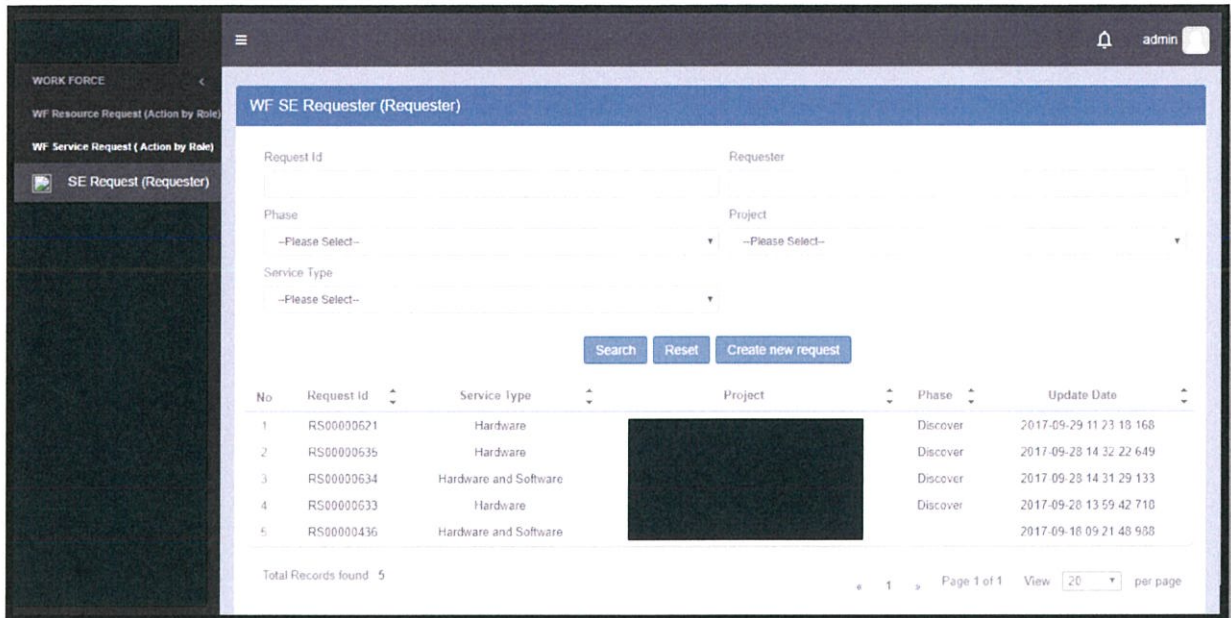 admin
WORK FORCE
WF Resource Request (Action by Role)
WF Service Request ( Action by Role)
SE Request (Requester)
WF SE Requester (Requester)
Request Id Requester
Phase Project
--Please Select-- --Please Select--
Service Type
--Please Select--
Search Reset Create new request
No Request Id Service Type Project Phase Update Date
1 RS00000621 Hardware Discover 2017-09-29 11 23 18 168
2 RS00000635 Hardware Discover 2017-09-28 14 32 22 649
3 RS00000634 Hardware and Software Discover 2017-09-28 14 31 29 133
4 RS00000633 Hardware Discover 2017-09-28 13 59 42 710
5 RS00000436 Hardware and Software 2017-09-18 09 21 48 988
Total Records found 5
« 1 » Page 1 of 1 View 20 per page